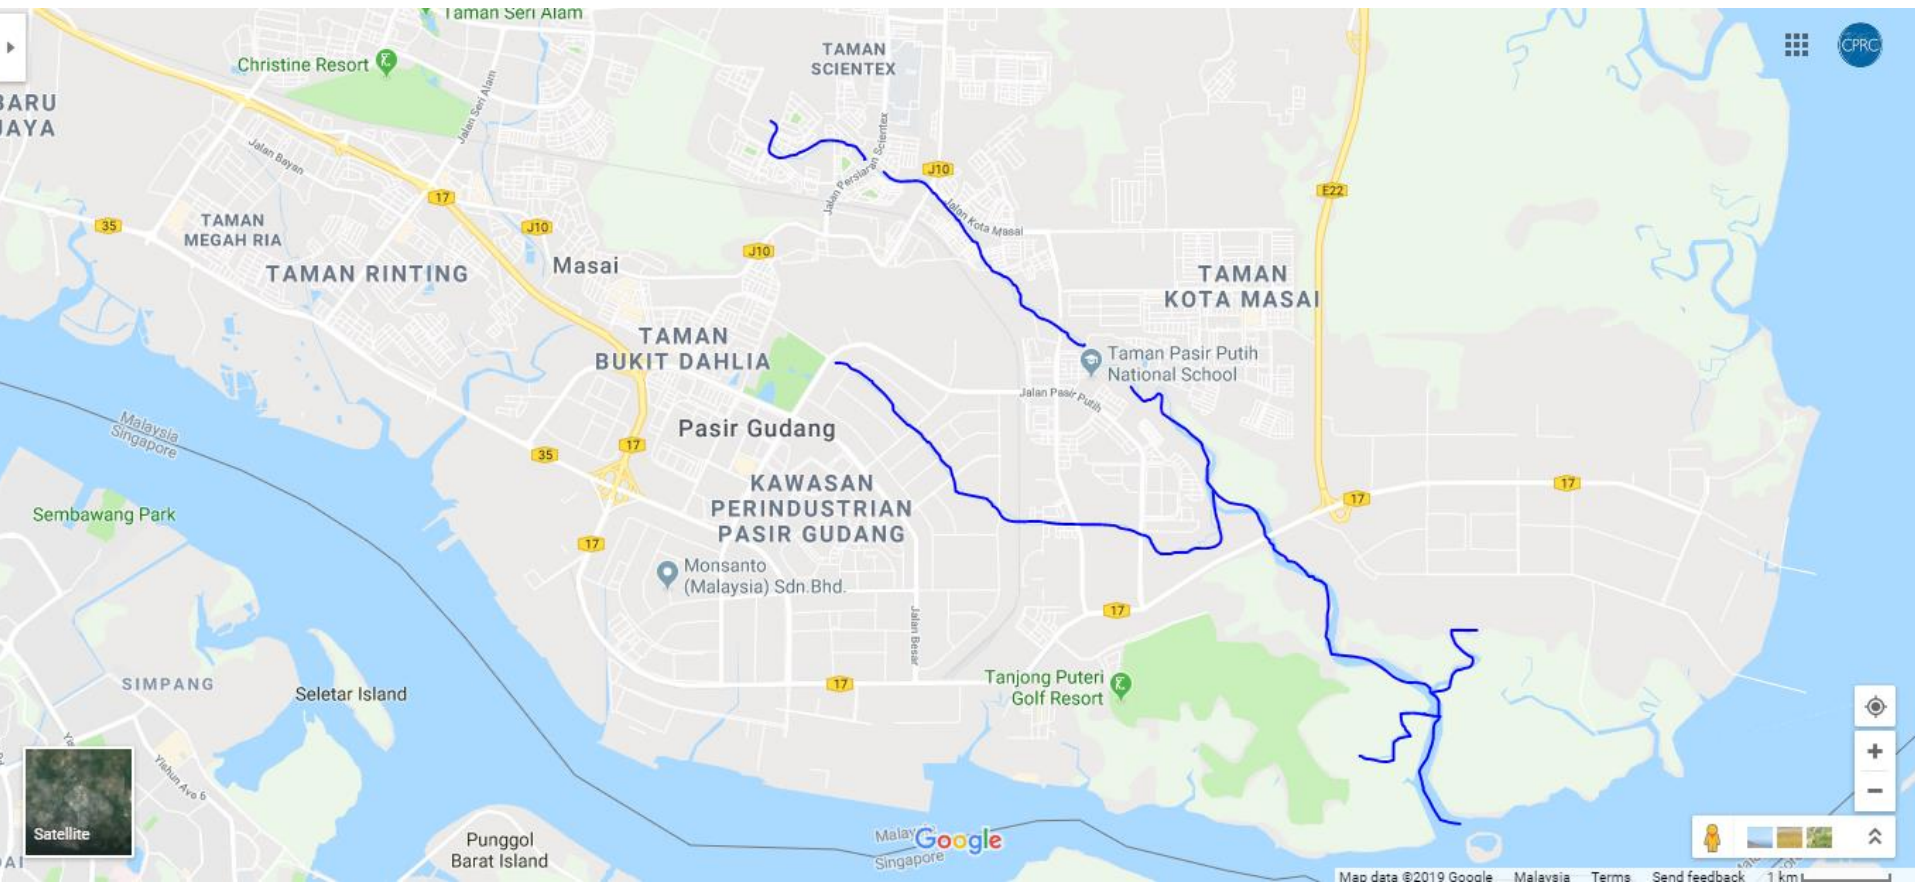 Taman Seri Alam
Christine Resort
TAMAN
SCIENTEX
CPRC
BARU
JAYA
Jalan Seri Alam
Jalan Bayan
Jalan Persiaran Scientex
J10
17
E22
Jalan Kota Masai
35
TAMAN
MEGAH RIA
J10
J10
TAMAN RINTING
Masai
TAMAN
KOTA MASAI
TAMAN
BUKIT DAHLIA
Taman Pasir Putih
National School
Jalan Pasir Putih
Malaysia
Singapore
Pasir Gudang
17
35
KAWASAN
PERINDUSTRIAN
PASIR GUDANG
17
17
Sembawang Park
17
Monsanto
(Malaysia) Sdn.Bhd.
17
Jalan Besar
SIMPANG
Seletar Island
17
Tanjong Puteri
Golf Resort
Yishun Ave 6
Satellite
Punggol
Barat Island
Google
Singapore
Map data ©2019 Google Malaysia Terms Send feedback 1 km